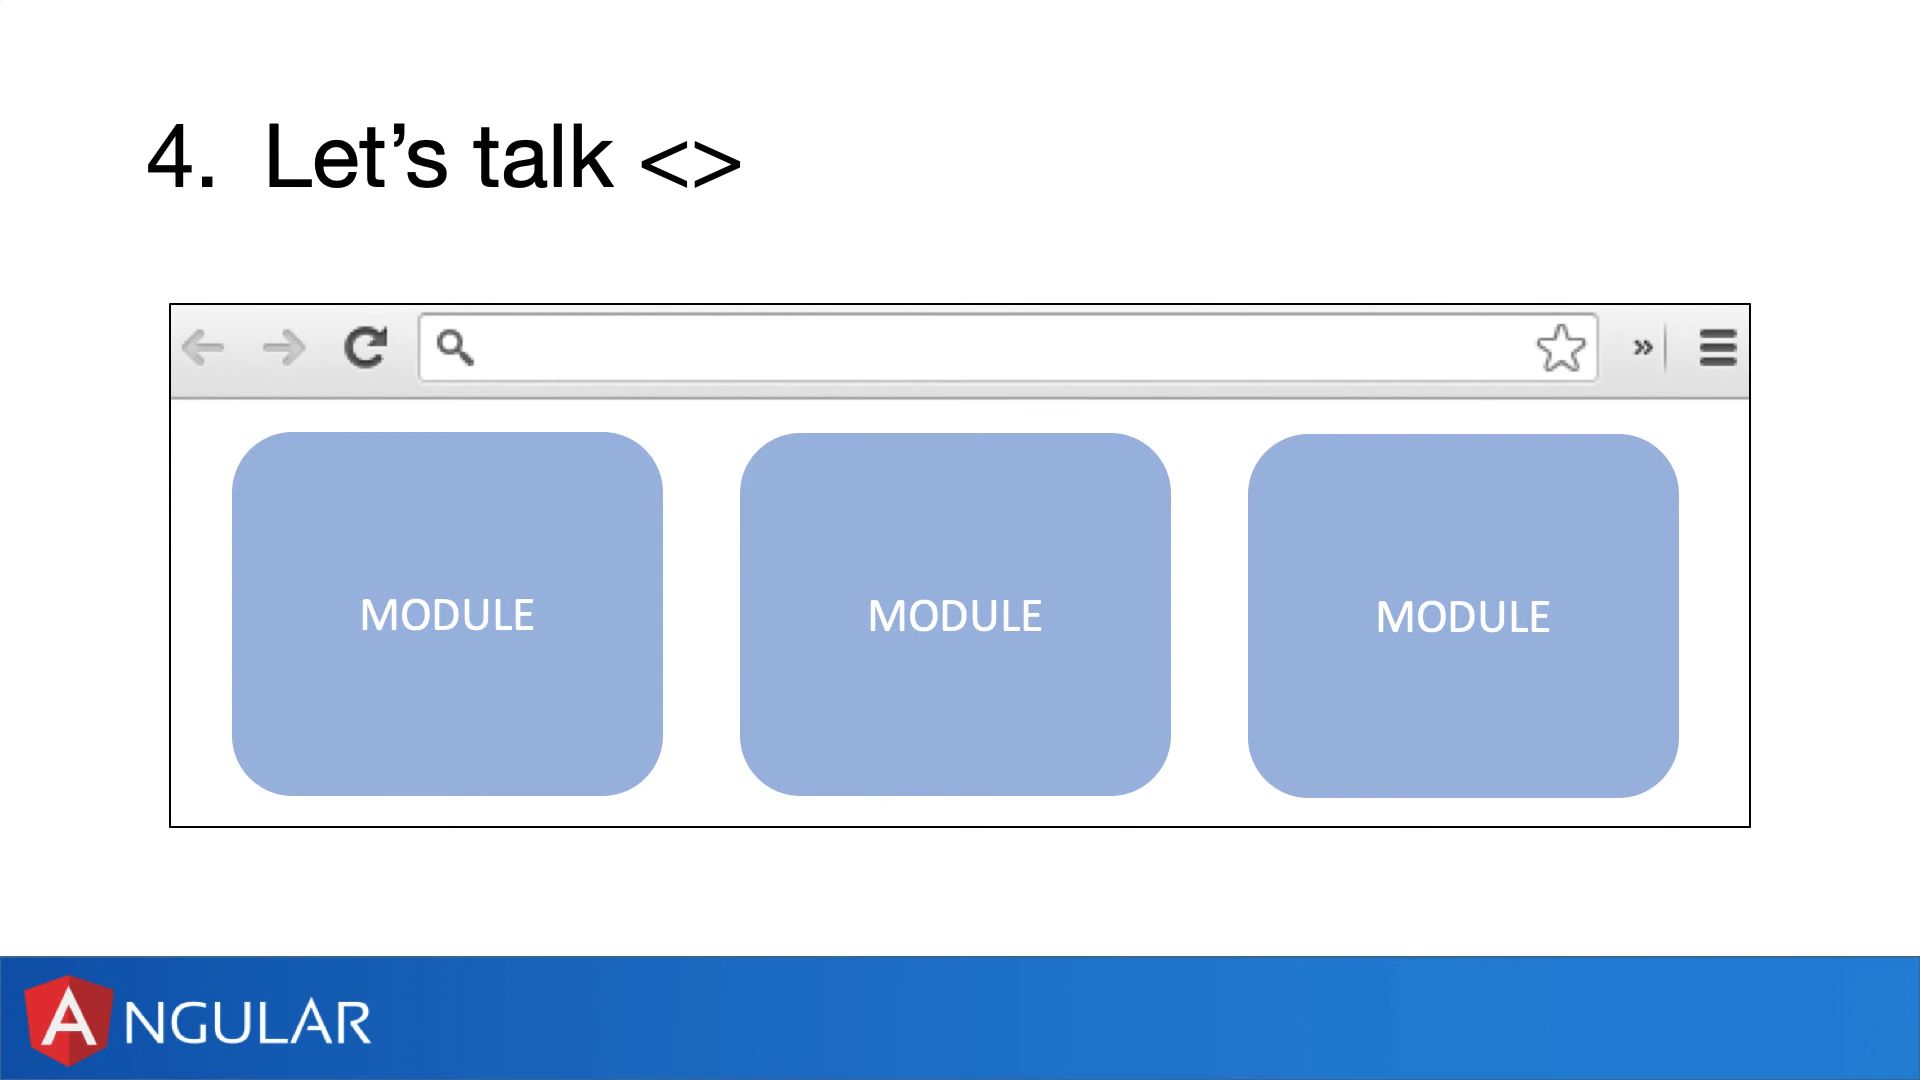 4. Let’s talk <>
»
MODULE MODULE MODULE
ANGULAR